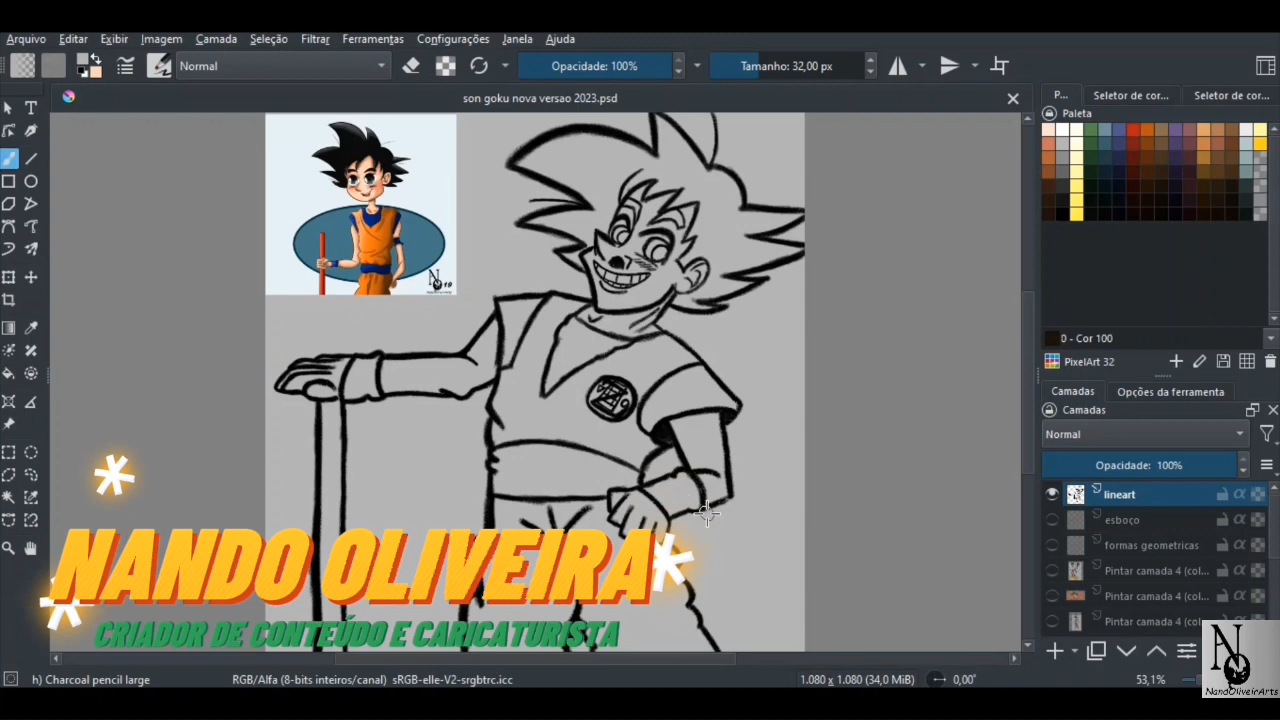 Arquivo Editar Exibir Imagem Camada Seleção Filtrar Ferramentas Configurações Janela Ajuda
Normal Opacidade: 100% Tamanho: 32,00 px
son goku nova versao 2023.psd
P... Seletor de cor... Seletor de cor...
Paleta
0 - Cor 100
PixelArt 32
Camadas Opções da ferramenta
Camadas
Normal
Opacidade: 100%
lineart
esboço
formas geometricas
Pintar camada 4 (col...
Pintar camada 4 (col...
Pintar camada 4 (col...
NANDO OLIVEIRA
CRIADOR DE CONTEÚDO E CARICATURISTA
NandOliveirArts
h) Charcoal pencil large RGB/Alfa (8-bits inteiros/canal) sRGB-elle-V2-srgbtrc.icc 1.080 x 1.080 (34,0 MiB) 0,00° 53,1%